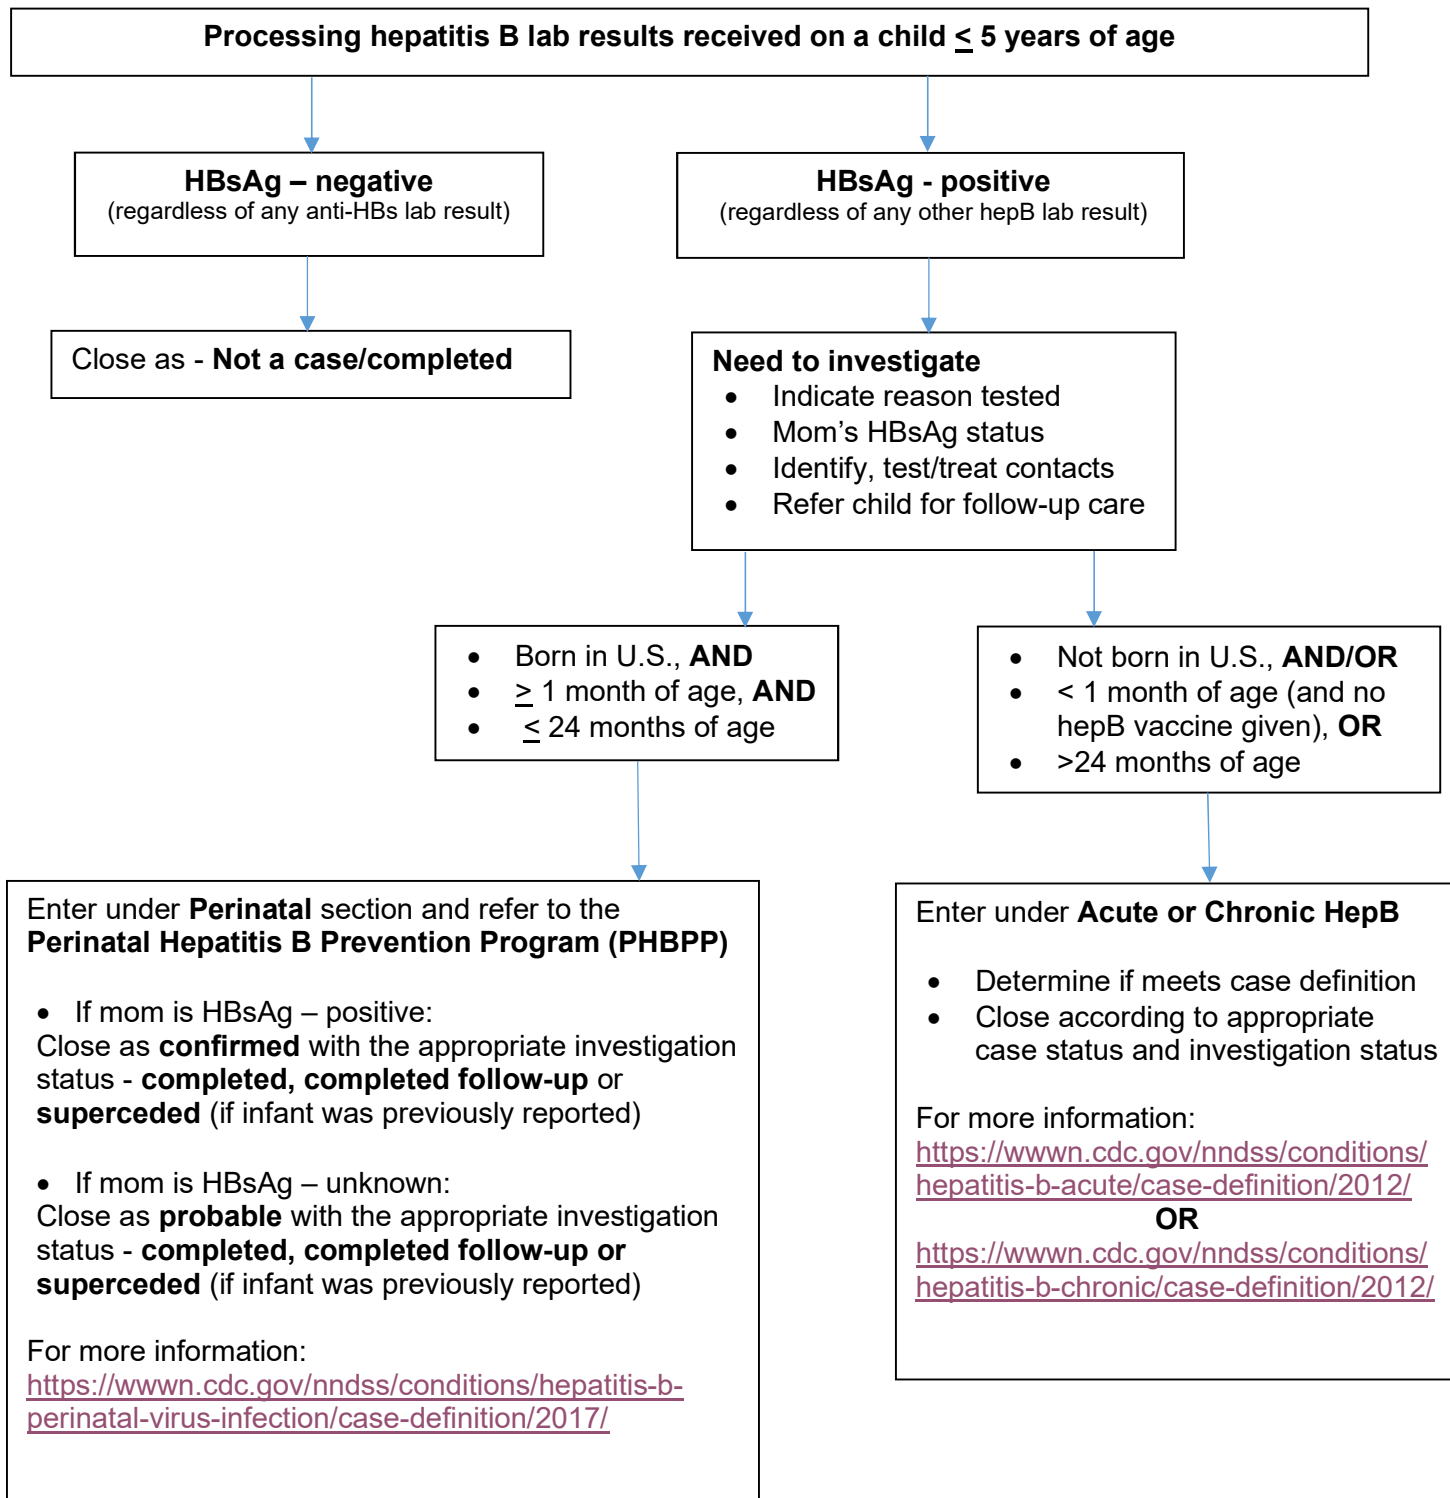 Processing hepatitis B lab results received on a child ≤ 5 years of age
HBsAg – negative
(regardless of any anti-HBs lab result)
HBsAg - positive
(regardless of any other hepB lab result)
Close as - Not a case/completed
Need to investigate
• Indicate reason tested
• Mom’s HBsAg status
• Identify, test/treat contacts
• Refer child for follow-up care
• Born in U.S., AND
• ≥ 1 month of age, AND
• ≤ 24 months of age
• Not born in U.S., AND/OR
• < 1 month of age (and no
hepB vaccine given), OR
• >24 months of age
Enter under Perinatal section and refer to the
Perinatal Hepatitis B Prevention Program (PHBPP)
• If mom is HBsAg – positive:
Close as confirmed with the appropriate investigation
status - completed, completed follow-up or
superceded (if infant was previously reported)
• If mom is HBsAg – unknown:
Close as probable with the appropriate investigation
status - completed, completed follow-up or
superceded (if infant was previously reported)
For more information:
https://wwwn.cdc.gov/nndss/conditions/hepatitis-b-
perinatal-virus-infection/case-definition/2017/
Enter under Acute or Chronic HepB
• Determine if meets case definition
• Close according to appropriate
case status and investigation status
For more information:
https://wwwn.cdc.gov/nndss/conditions/
hepatitis-b-acute/case-definition/2012/
OR
https://wwwn.cdc.gov/nndss/conditions/
hepatitis-b-chronic/case-definition/2012/